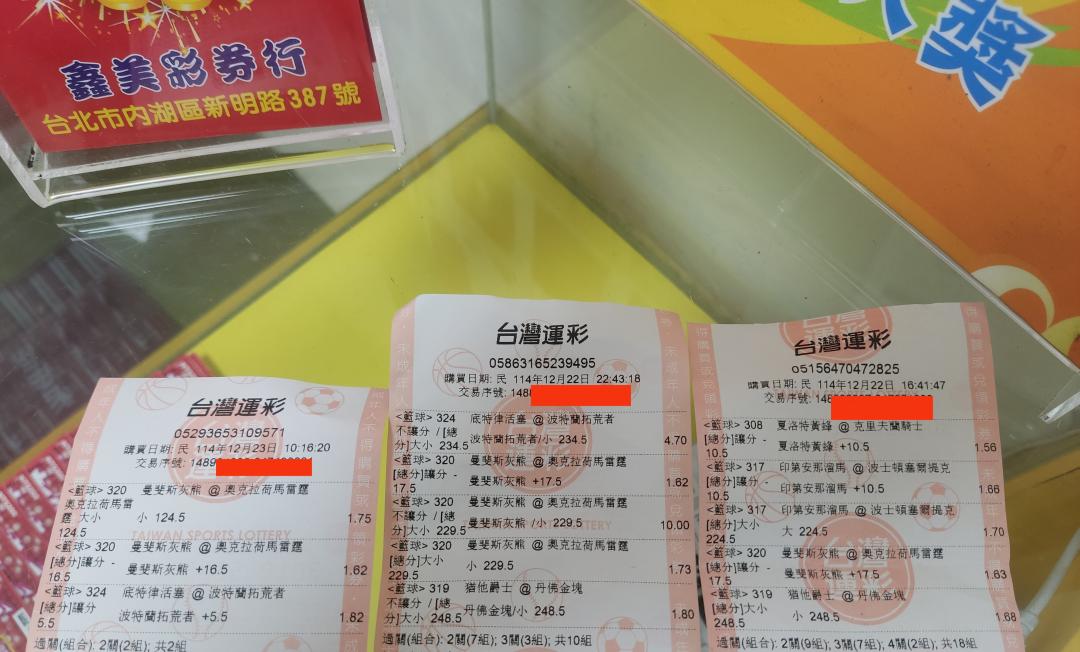 鑫美彩券行
台北市內湖區新明路387號
大獎
台灣運彩
05293653109571
購買日期: 民 114年12月23日 10:16:20
交易序號: 1489
<籃球> 320 曼斐斯灰熊 @ 奧克拉荷馬雷霆
奧克拉荷馬雷
霆 大小 小 124.5
124.5 1.75
<籃球> 320 曼斐斯灰熊 @ 奧克拉荷馬雷霆
[總分]讓分 - 曼斐斯灰熊 +16.5
16.5 1.62
<籃球> 324 底特律活塞 @ 波特蘭拓荒者
[總分]讓分 波特蘭拓荒者 +5.5
5.5 1.82
過關(組合): 2關(2組); 共2組
TAIWAN SPORTS LOTTERY
台灣運彩
05863165239495
購買日期: 民 114年12月22日 22:43:18
交易序號: 148
<籃球> 324 底特律活塞 @ 波特蘭拓荒者
不讓分 / [總
分]大小 234.5 波特蘭拓荒者/小 234.5 4.70
<籃球> 320 曼斐斯灰熊 @ 奧克拉荷馬雷霆
[總分]讓分 - 曼斐斯灰熊 +17.5
17.5 1.62
<籃球> 320 曼斐斯灰熊 @ 奧克拉荷馬雷霆
不讓分 / [總
分]大小 229.5 曼斐斯灰熊/小 229.5 10.00
<籃球> 320 曼斐斯灰熊 @ 奧克拉荷馬雷霆
[總分]大小 小 229.5
229.5 1.73
<籃球> 319 猶他爵士 @ 丹佛金塊
不讓分 / [總
分]大小 248.5 丹佛金塊/小 248.5 1.80
過關(組合): 2關(7組); 3關(3組); 共10組
台灣運彩
05156470472825
購買日期: 民 114年12月22日 16:41:47
交易序號: 148
<籃球> 308 夏洛特黃蜂 @ 克里夫蘭騎士
[總分]讓分 - 夏洛特黃蜂 +10.5
10.5 1.56
<籃球> 317 印第安那溜馬 @ 波士頓塞爾提克
[總分]讓分 - 印第安那溜馬 +10.5
10.5 1.66
<籃球> 317 印第安那溜馬 @ 波士頓塞爾提克
[總分]大小 大 224.5
224.5 1.70
<籃球> 320 曼斐斯灰熊 @ 奧克拉荷馬雷霆
[總分]讓分 - 曼斐斯灰熊 +17.5
17.5 1.63
<籃球> 319 猶他爵士 @ 丹佛金塊
[總分]大小 小 248.5
248.5 1.68
過關(組合): 2關(9組); 3關(7組); 4關(2組); 共18組